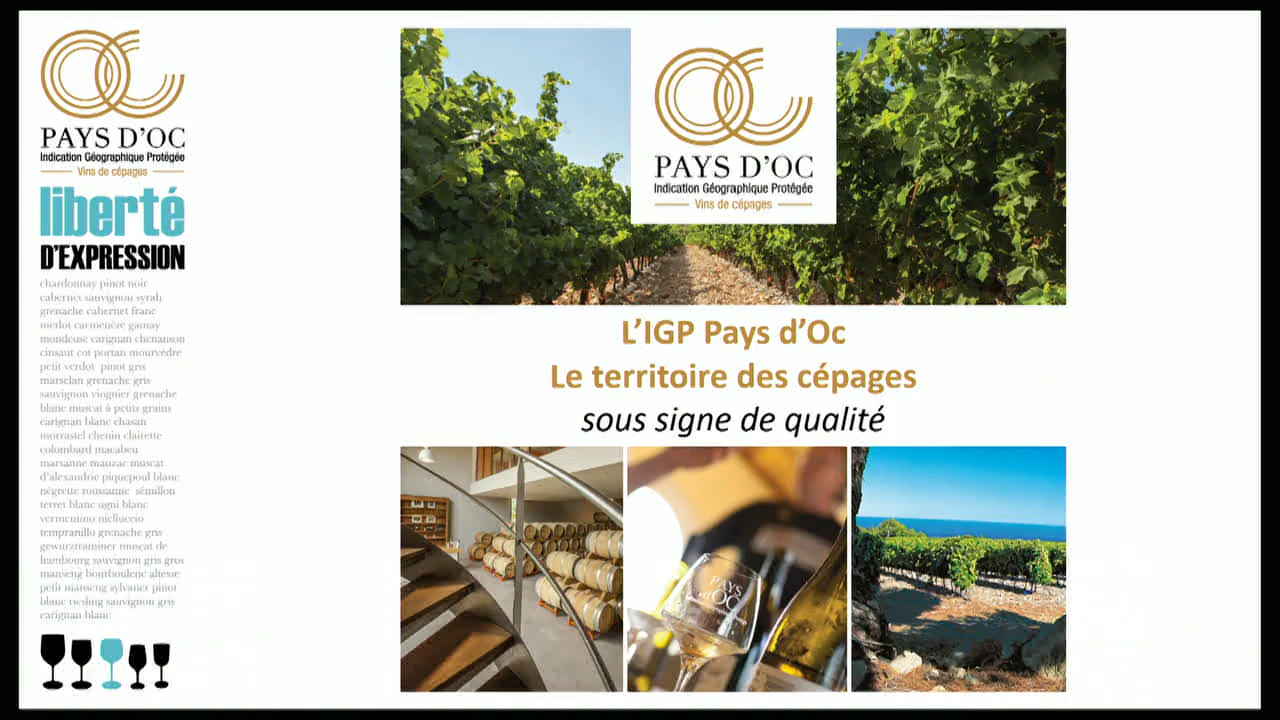 PAYS D'OC
Indication Géographique Protégée
Vins de cépages
liberté
D'EXPRESSION
chardonnay pinot noir
cabernet sauvignon syrah
grenache cabernet franc
merlot carmenère gamay
mondeuse carignan chenanson
cinsaut cot portan mourvèdre
petit verdot pinot gris
marselan grenache gris
sauvignon viognier grenache
blanc muscat à petits grains
carignan blanc chasan
morrastel chenin clairette
colombard macabeu
marsanne mauzac muscat
d'alexandrie piquepoul blanc
négrette roussanne sémillon
terret blanc ugni blanc
vermentino nielluccio
tempranillo grenache gris
gewurztraminer muscat de
hambourg sauvignon gris gros
manseng bourboulenc altesse
petit manseng sylvaner pinot
blanc riesling sauvignon gris
carignan blanc
PAYS D'OC
Indication Géographique Protégée
Vins de cépages
L'IGP Pays d'Oc
Le territoire des cépages
sous signe de qualité
PAYS
d'OC